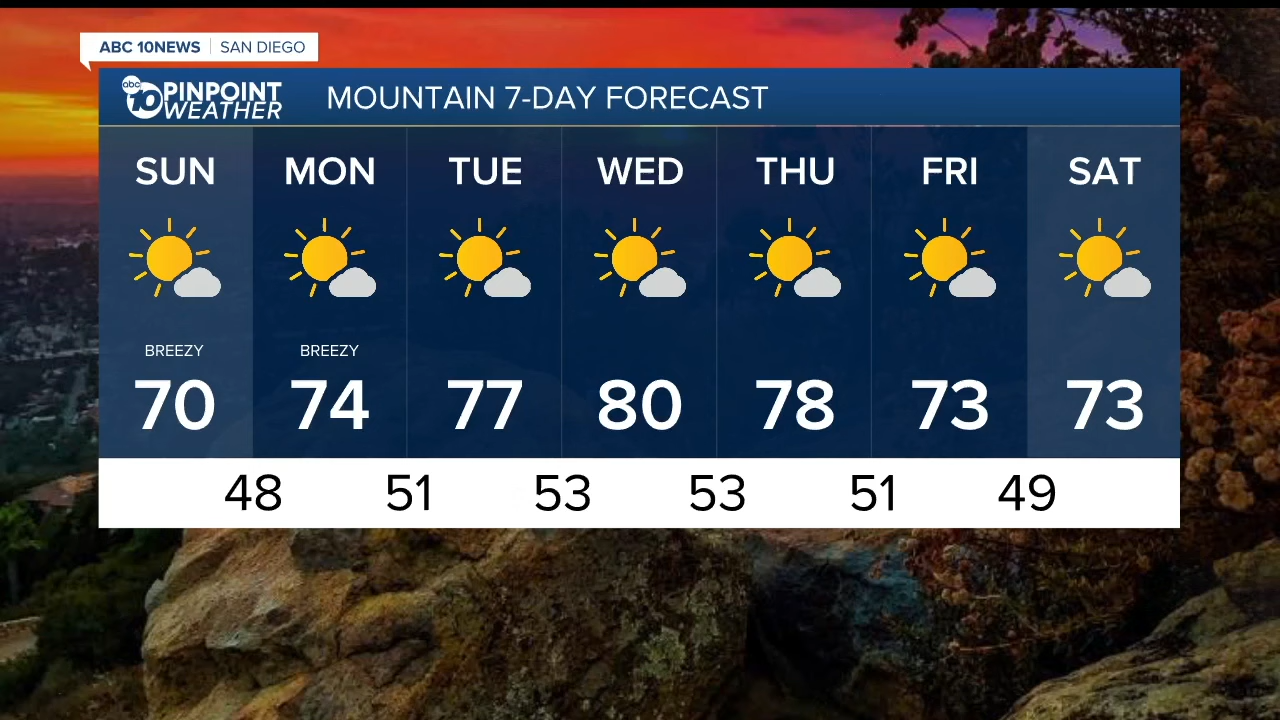 ABC 10NEWS | SAN DIEGO
abc 10 PINPOINT WEATHER
MOUNTAIN 7-DAY FORECAST
SUN MON TUE WED THU FRI SAT
BREEZY BREEZY
70 74 77 80 78 73 73
48 51 53 53 51 49